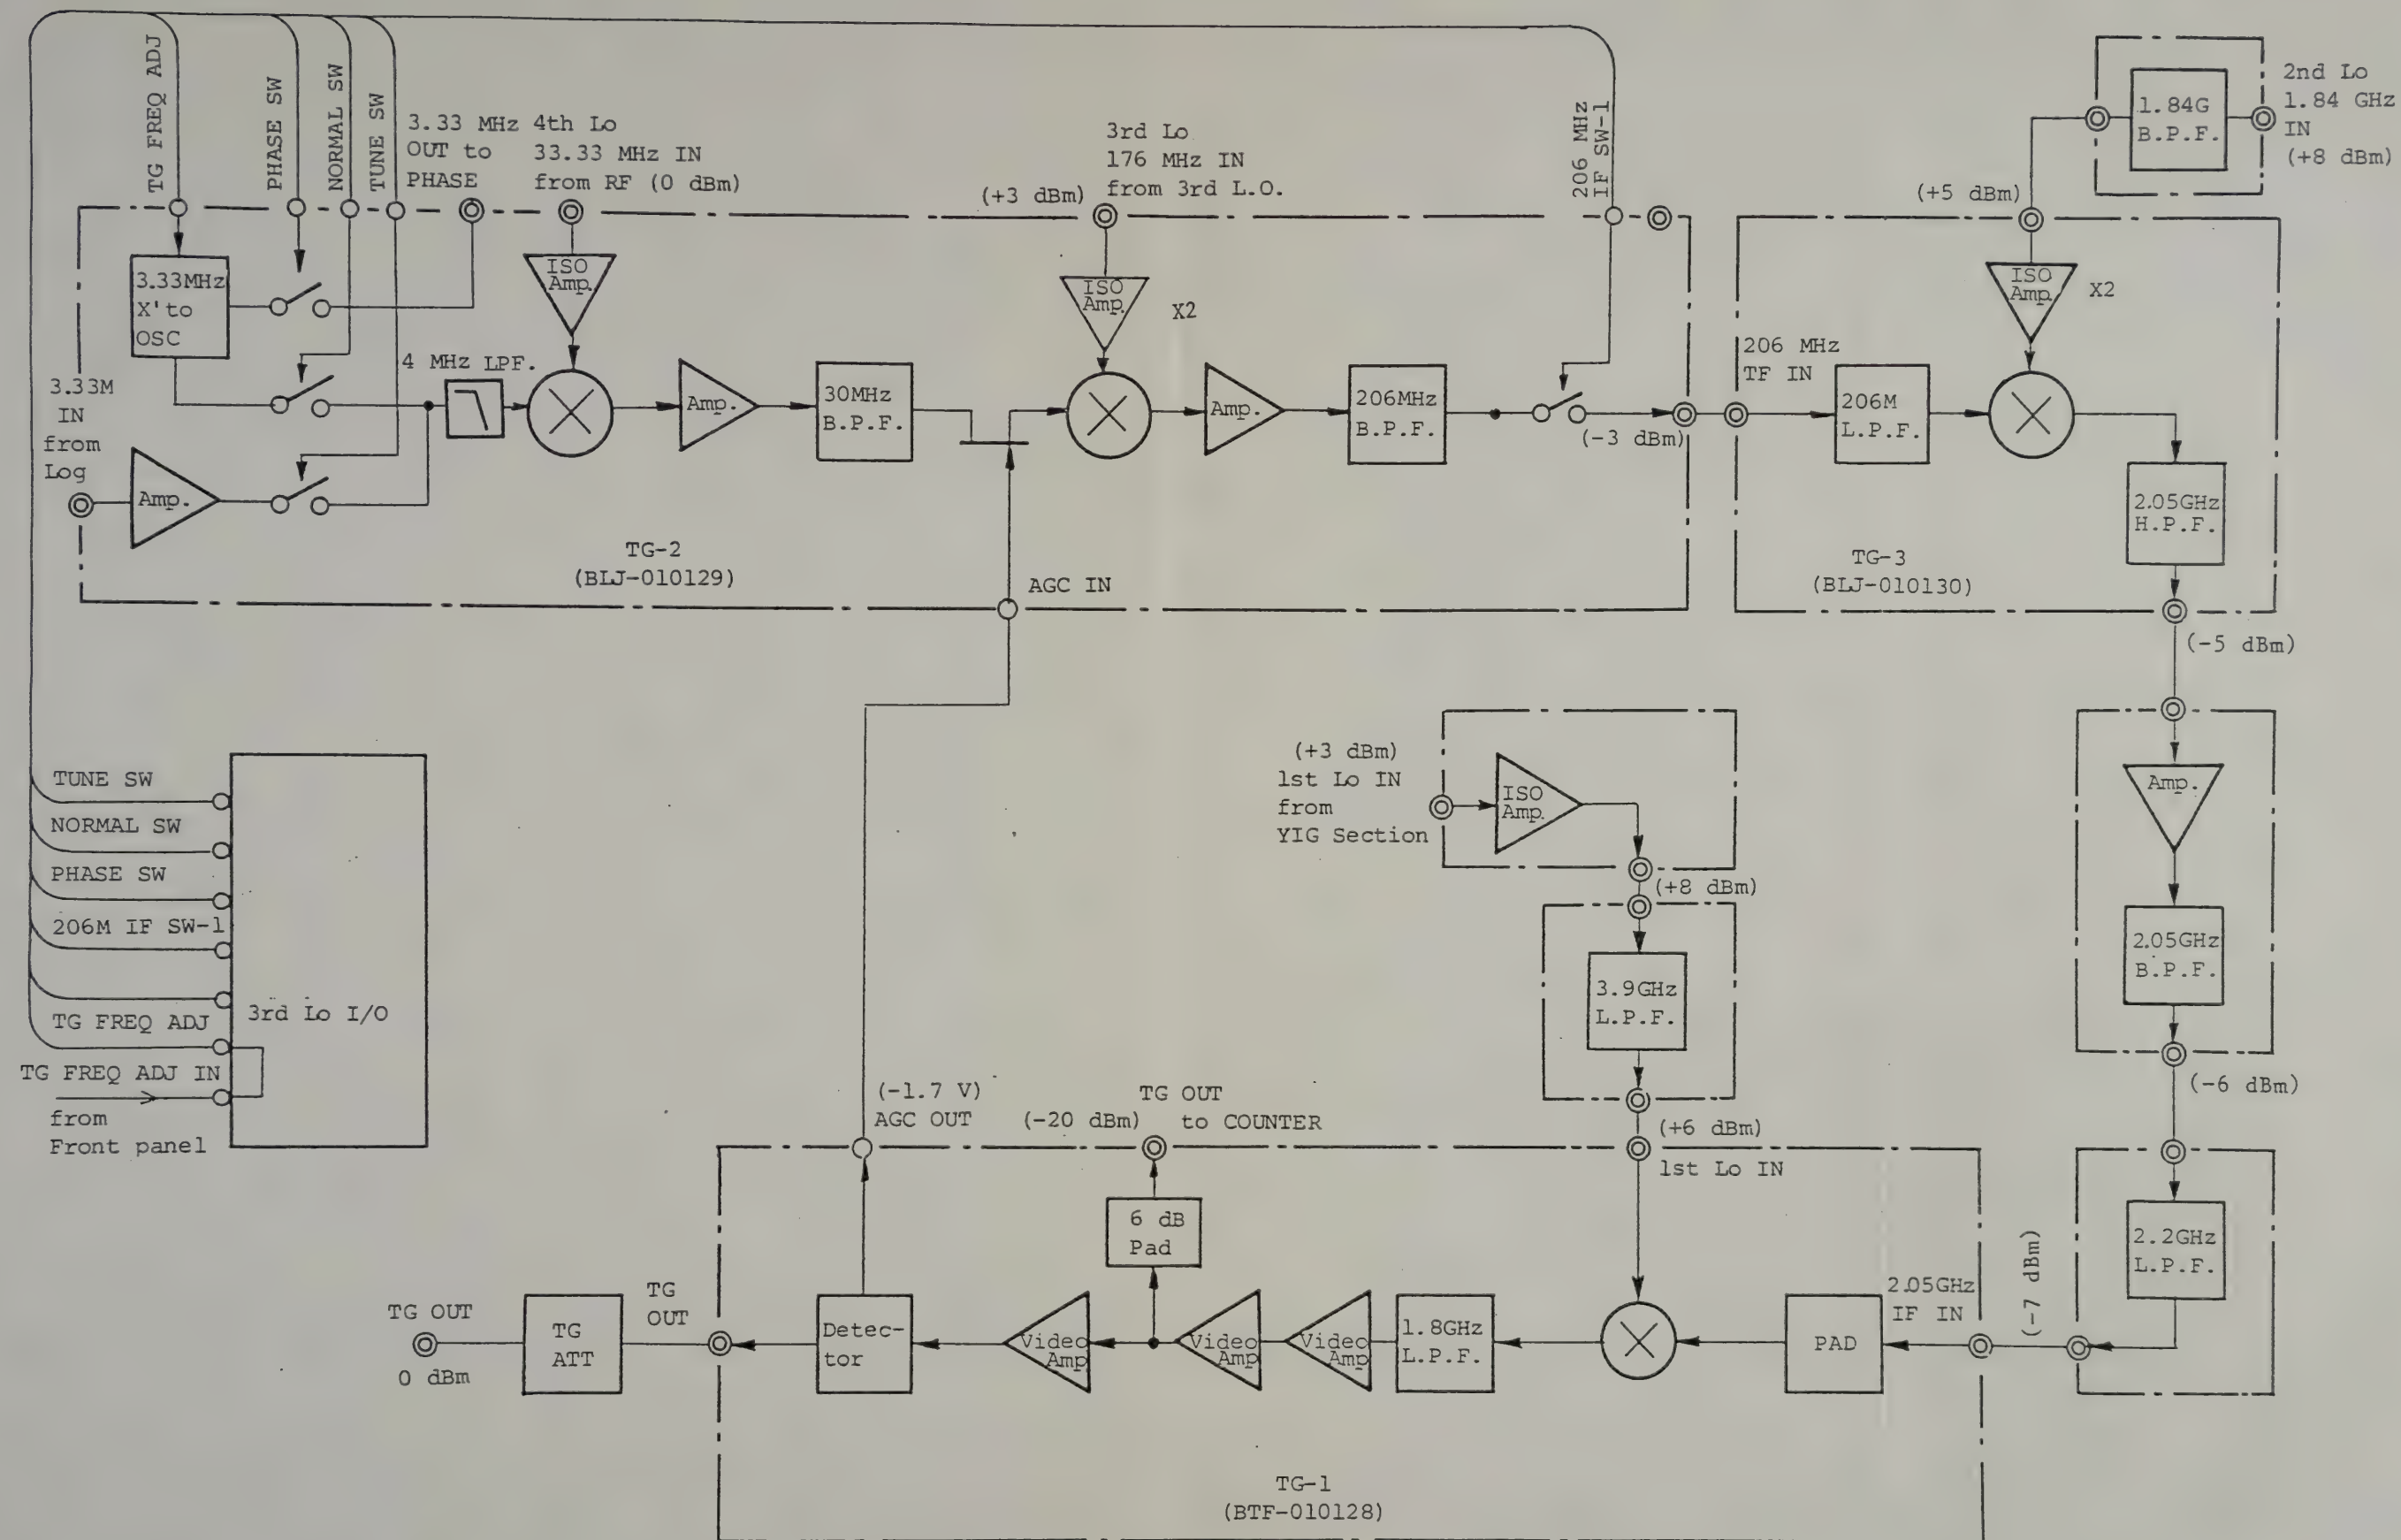 TG FREQ ADJ
PHASE SW
NORMAL SW
TUNE SW
3.33 MHz
OUT to
PHASE
4th Lo
33.33 MHz IN
from RF (0 dBm)
(+3 dBm)
3rd Lo
176 MHz IN
from 3rd L.O.
206 MHz
IF SW-1
1.84G
B.P.F.
2nd Lo
1.84 GHz
IN
(+8 dBm)
(+5 dBm)
3.33MHz
X'to
OSC
ISO
Amp.
ISO
Amp.
X2
ISO
Amp.
X2
3.33M
IN
from
Log
4 MHz LPF.
Amp.
30MHz
B.P.F.
Amp.
206MHz
B.P.F.
(-3 dBm)
206 MHz
TF IN
206M
L.P.F.
2.05GHz
H.P.F.
Amp.
TG-2
(BLJ-010129)
AGC IN
TG-3
(BLJ-010130)
(-5 dBm)
TUNE SW
NORMAL SW
PHASE SW
206M IF SW-1
TG FREQ ADJ
TG FREQ ADJ IN
from
Front panel
3rd Lo I/O
(+3 dBm)
1st Lo IN
from
YIG Section
ISO
Amp.
(+8 dBm)
3.9GHz
L.P.F.
(+6 dBm)
1st Lo IN
Amp.
2.05GHz
B.P.F.
(-6 dBm)
2.2GHz
L.P.F.
(-7 dBm)
(-1.7 V)
AGC OUT
(-20 dBm)
TG OUT
to COUNTER
6 dB
Pad
TG OUT
0 dBm
TG
ATT
TG
OUT
Detec-
tor
Video
Amp
Video
Amp
Video
Amp
1.8GHz
L.P.F.
PAD
2.05GHz
IF IN
TG-1
(BTF-010128)